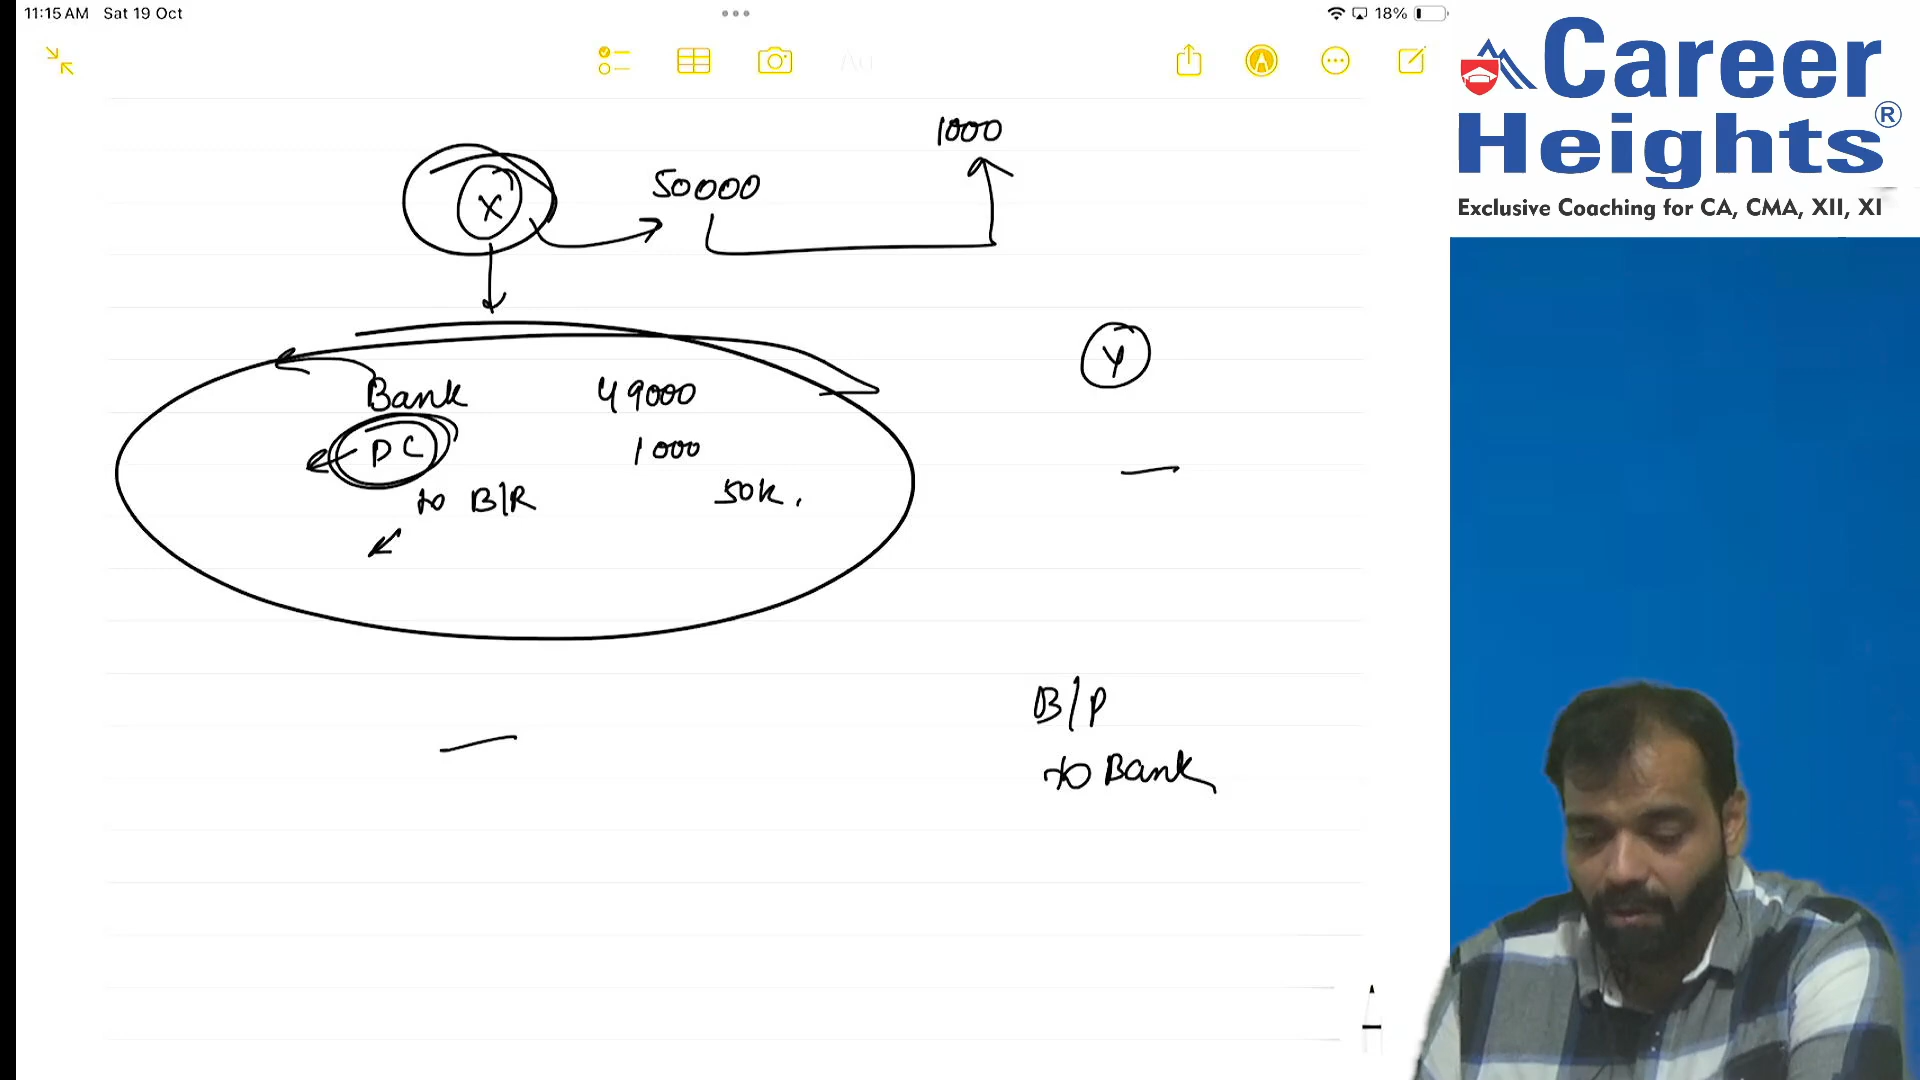 11:15 AM Sat 19 Oct
18%
Career
Heights®
Exclusive Coaching for CA, CMA, XII, XI
1000
X 50000
Y
Bank 49000
DC 1000
to B/R 50k.
B/P
to Bank